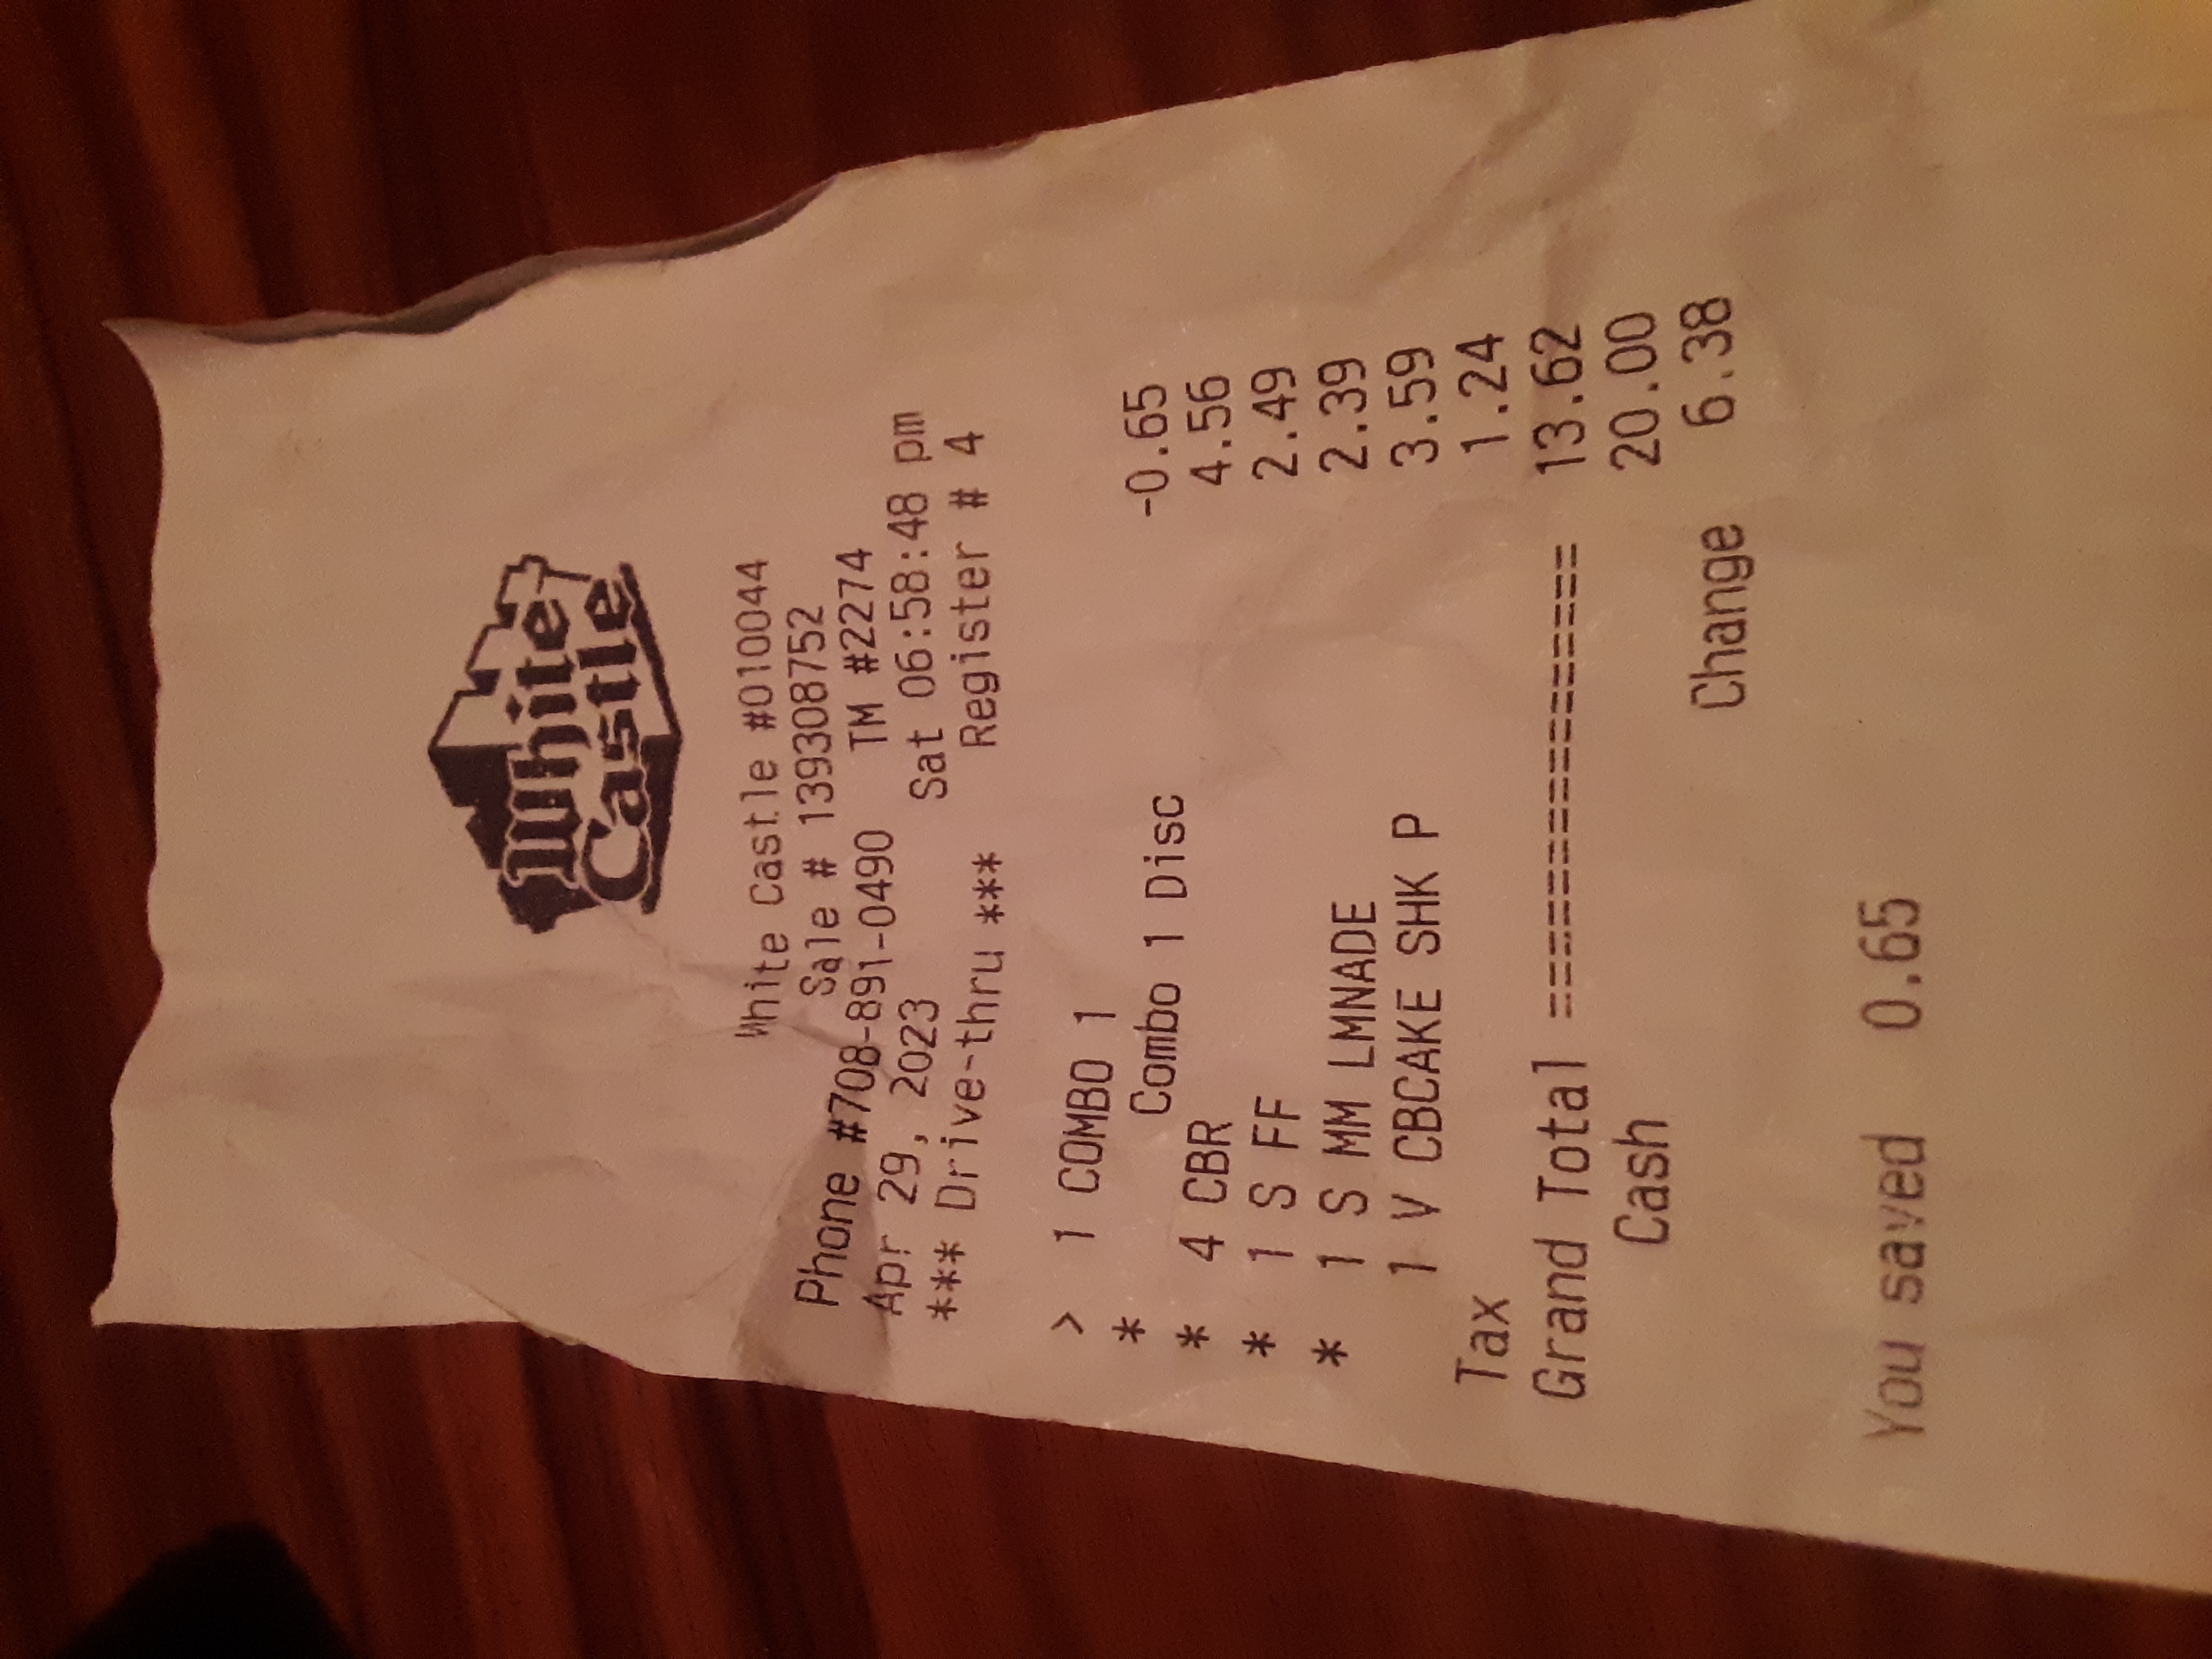 White
Castle
White Castle #010044
Sale # 139308752
Phone #708-891-0490 TM #2274
Apr 29, 2023 Sat 06:58:48 pm
*** Drive-thru *** Register # 4
> 1 COMBO 1
* Combo 1 Disc -0.65
* 4 CBR 4.56
* 1 S FF 2.49
* 1 S MM LMNADE 2.39
1 V CBCAKE SHK P 3.59
Tax 1.24
Grand Total ==================== 13.62
Cash 20.00
Change 6.38
You saved 0.65